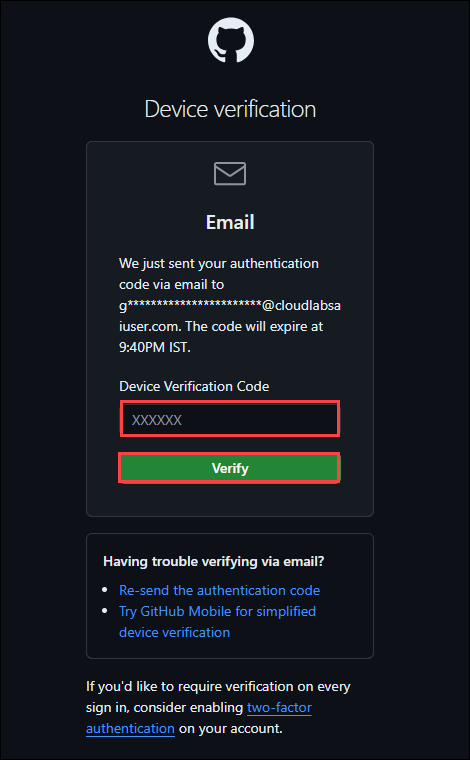 Device verification
Email
We just sent your authentication
code via email to
g***********************@cloudlabsa
iuser.com. The code will expire at
9:40PM IST.
Device Verification Code
XXXXXX
Verify
Having trouble verifying via email?
Re-send the authentication code
Try GitHub Mobile for simplified
device verification
If you'd like to require verification on every
sign in, consider enabling two-factor
authentication on your account.